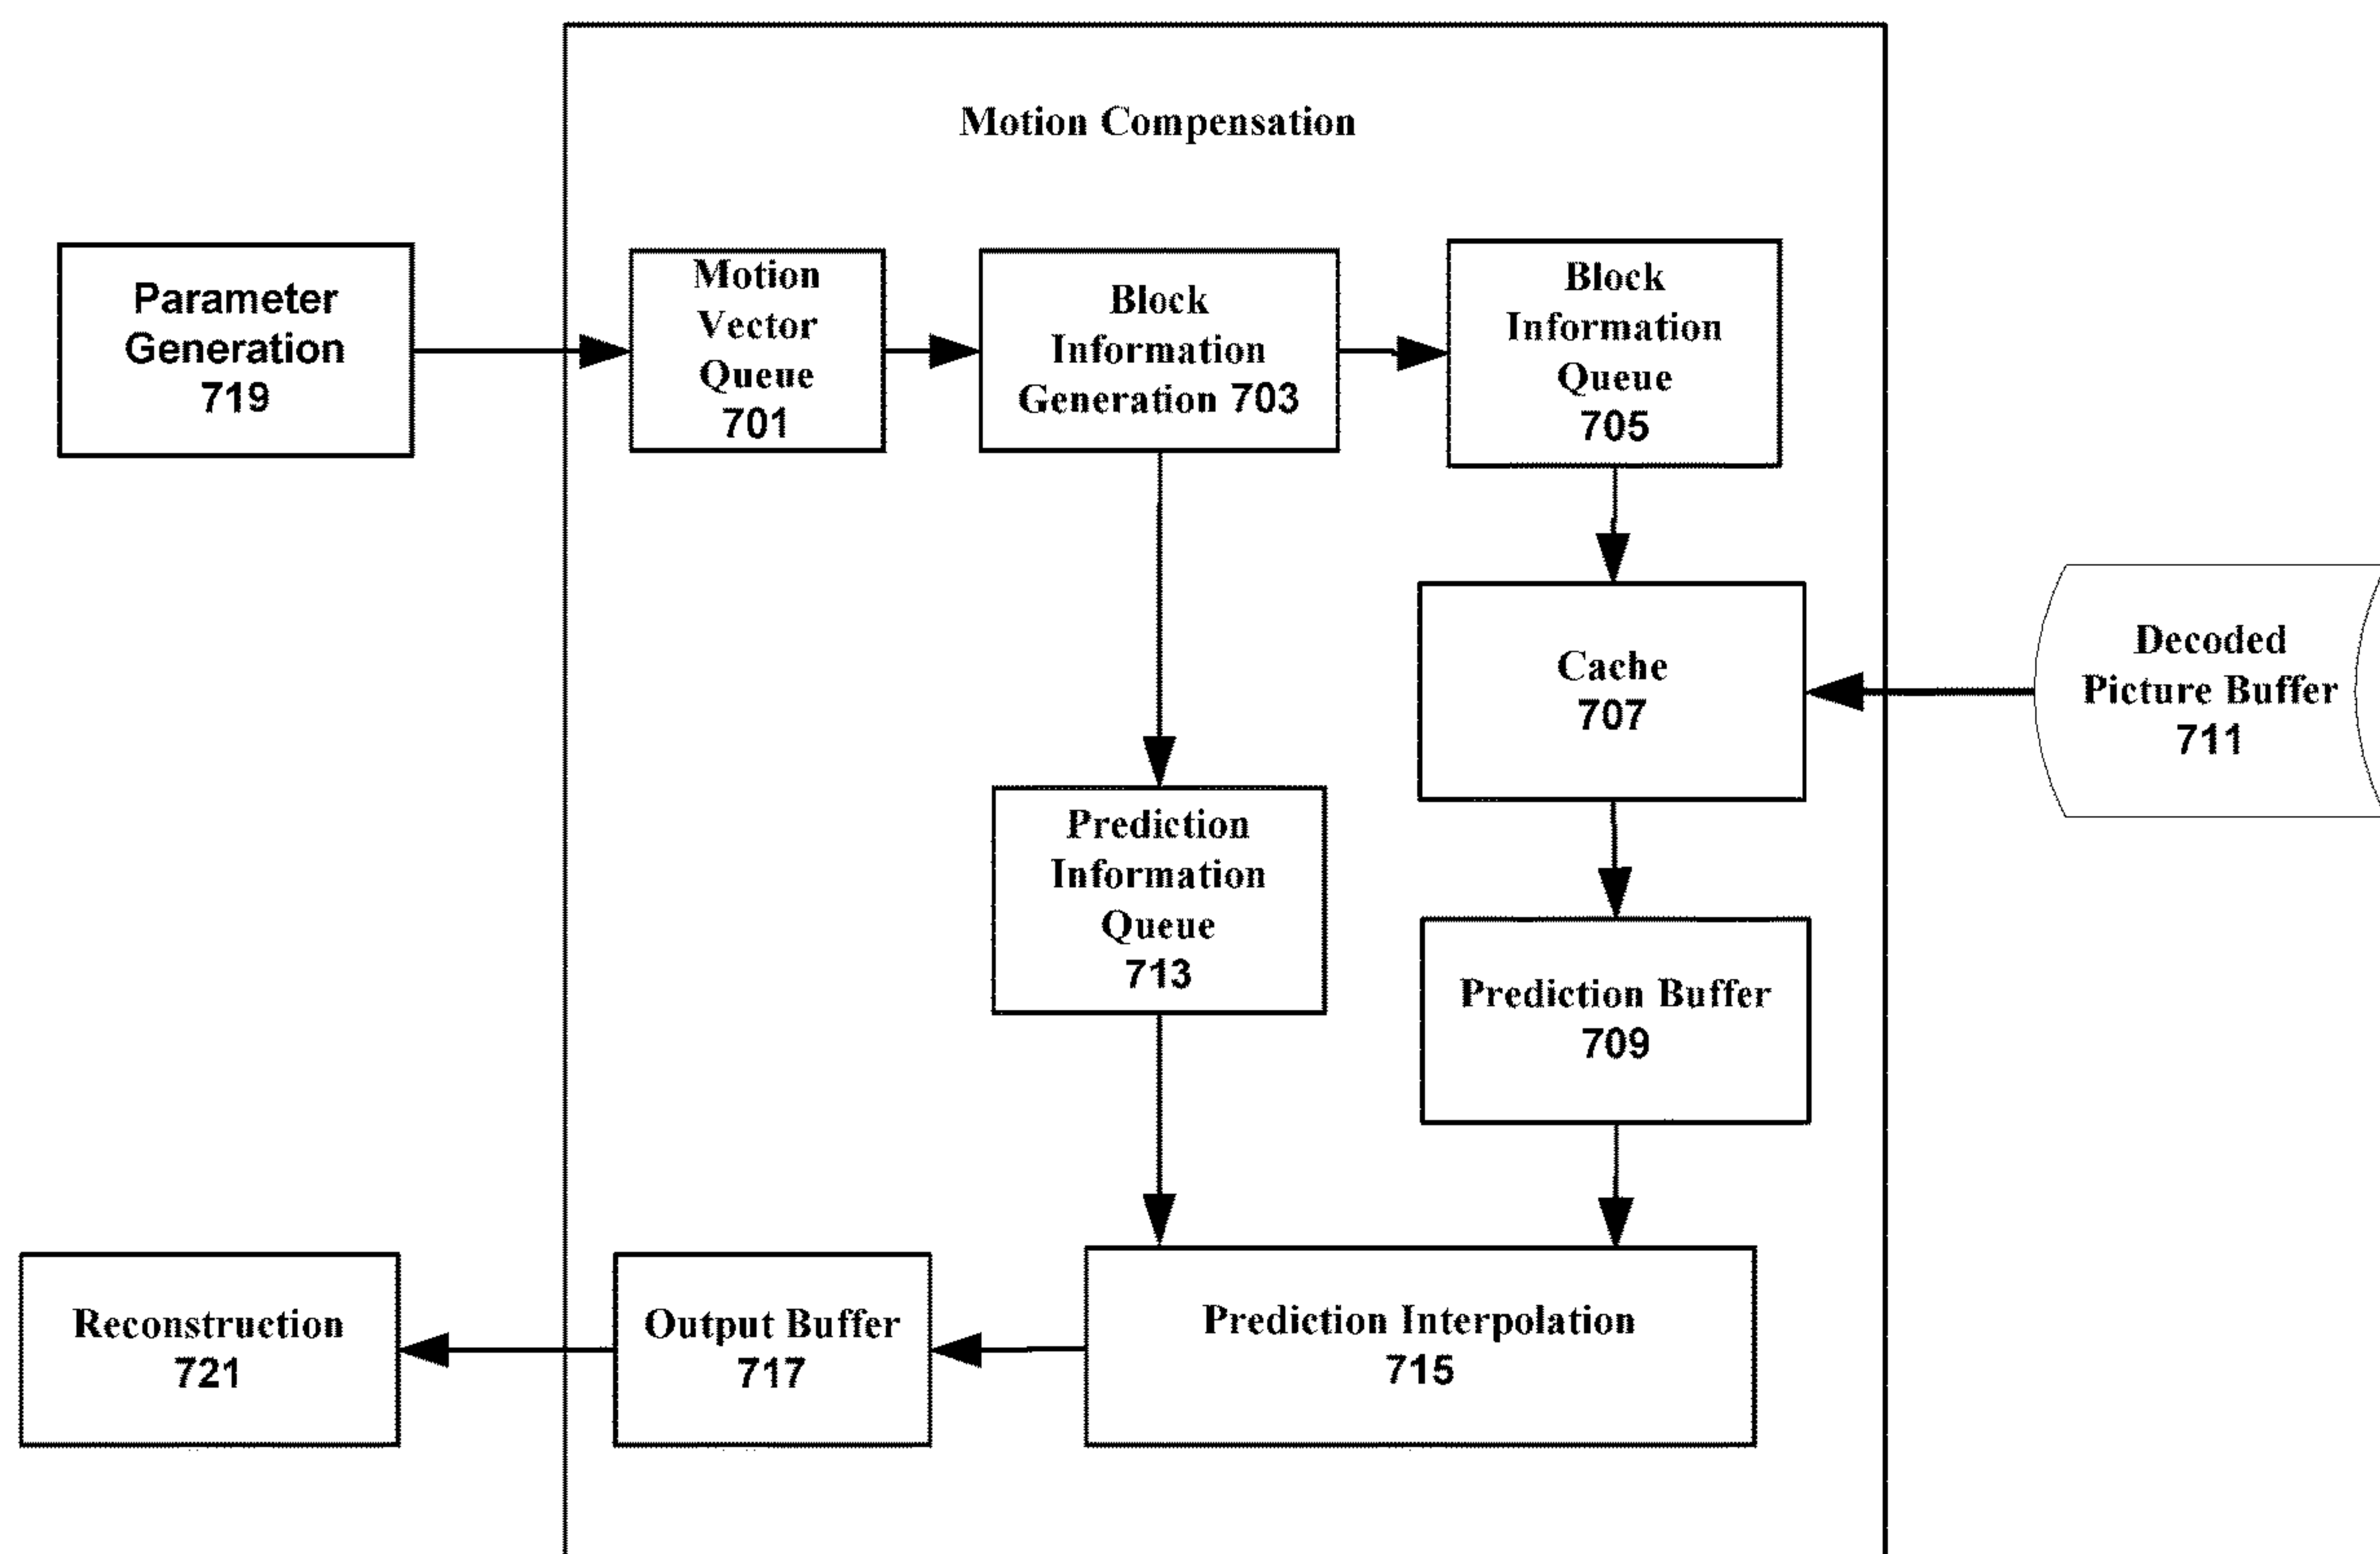 Motion Compensation
Parameter
Generation
719
Motion
Vector
Queue
701
Block
Information
Generation 703
Block
Information
Queue
705
Cache
707
Decoded
Picture Buffer
711
Prediction
Information
Queue
713
Prediction Buffer
709
Reconstruction
721
Output Buffer
717
Prediction Interpolation
715